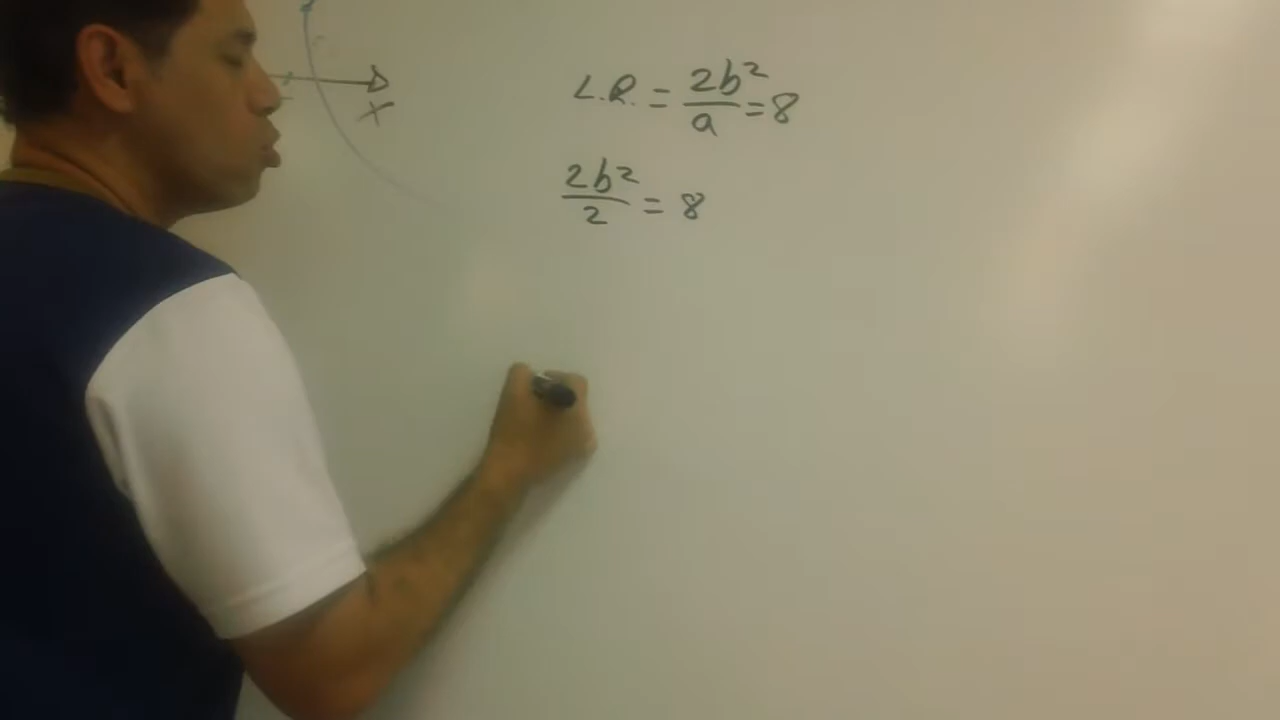 X
L.R. = 2b²/a = 8
2b²/2 = 8